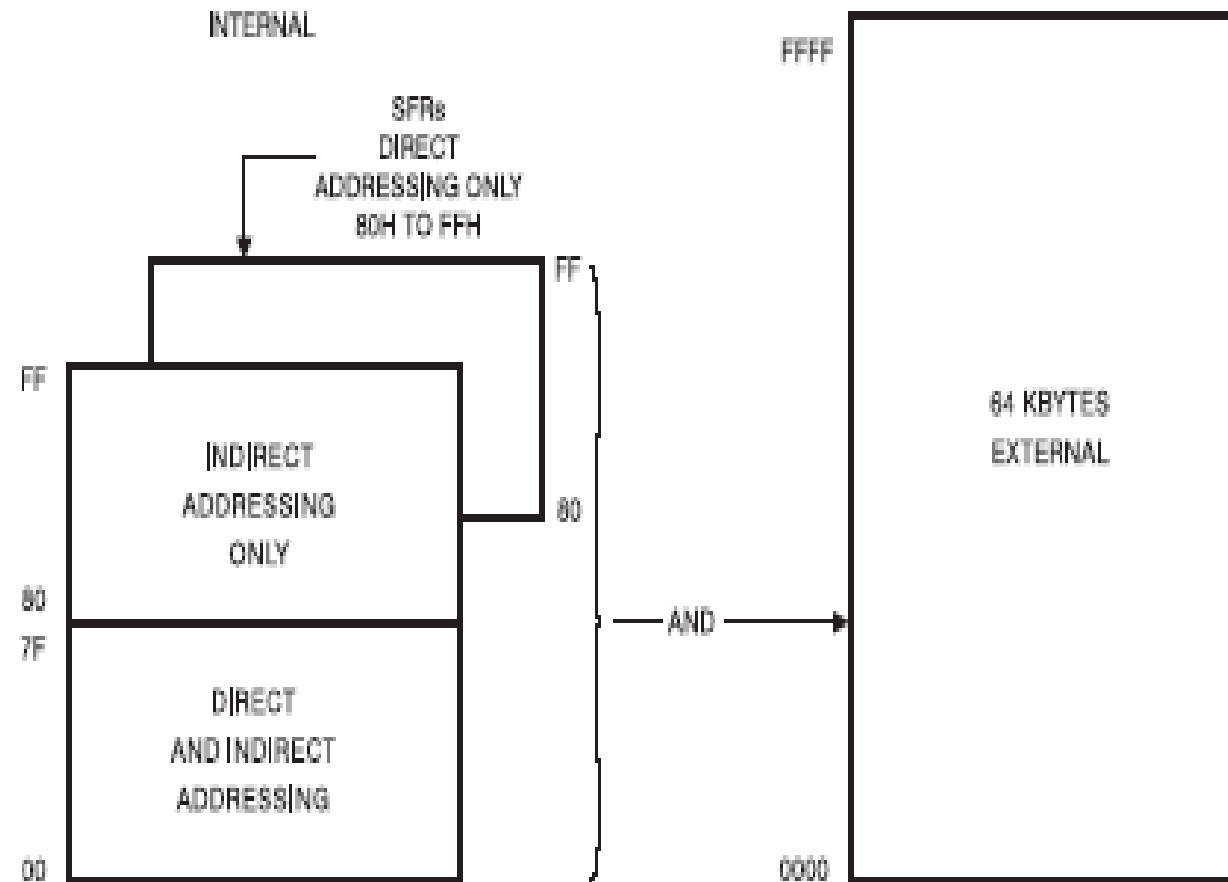 INTERNAL
SFRs
DIRECT
ADDRESSING ONLY
80H TO FFH
FF
FF
INDIRECT
ADDRESSING
ONLY
80
80
7F
DIRECT
AND INDIRECT
ADDRESSING
00
AND
FFFF
64 KBYTES
EXTERNAL
0000